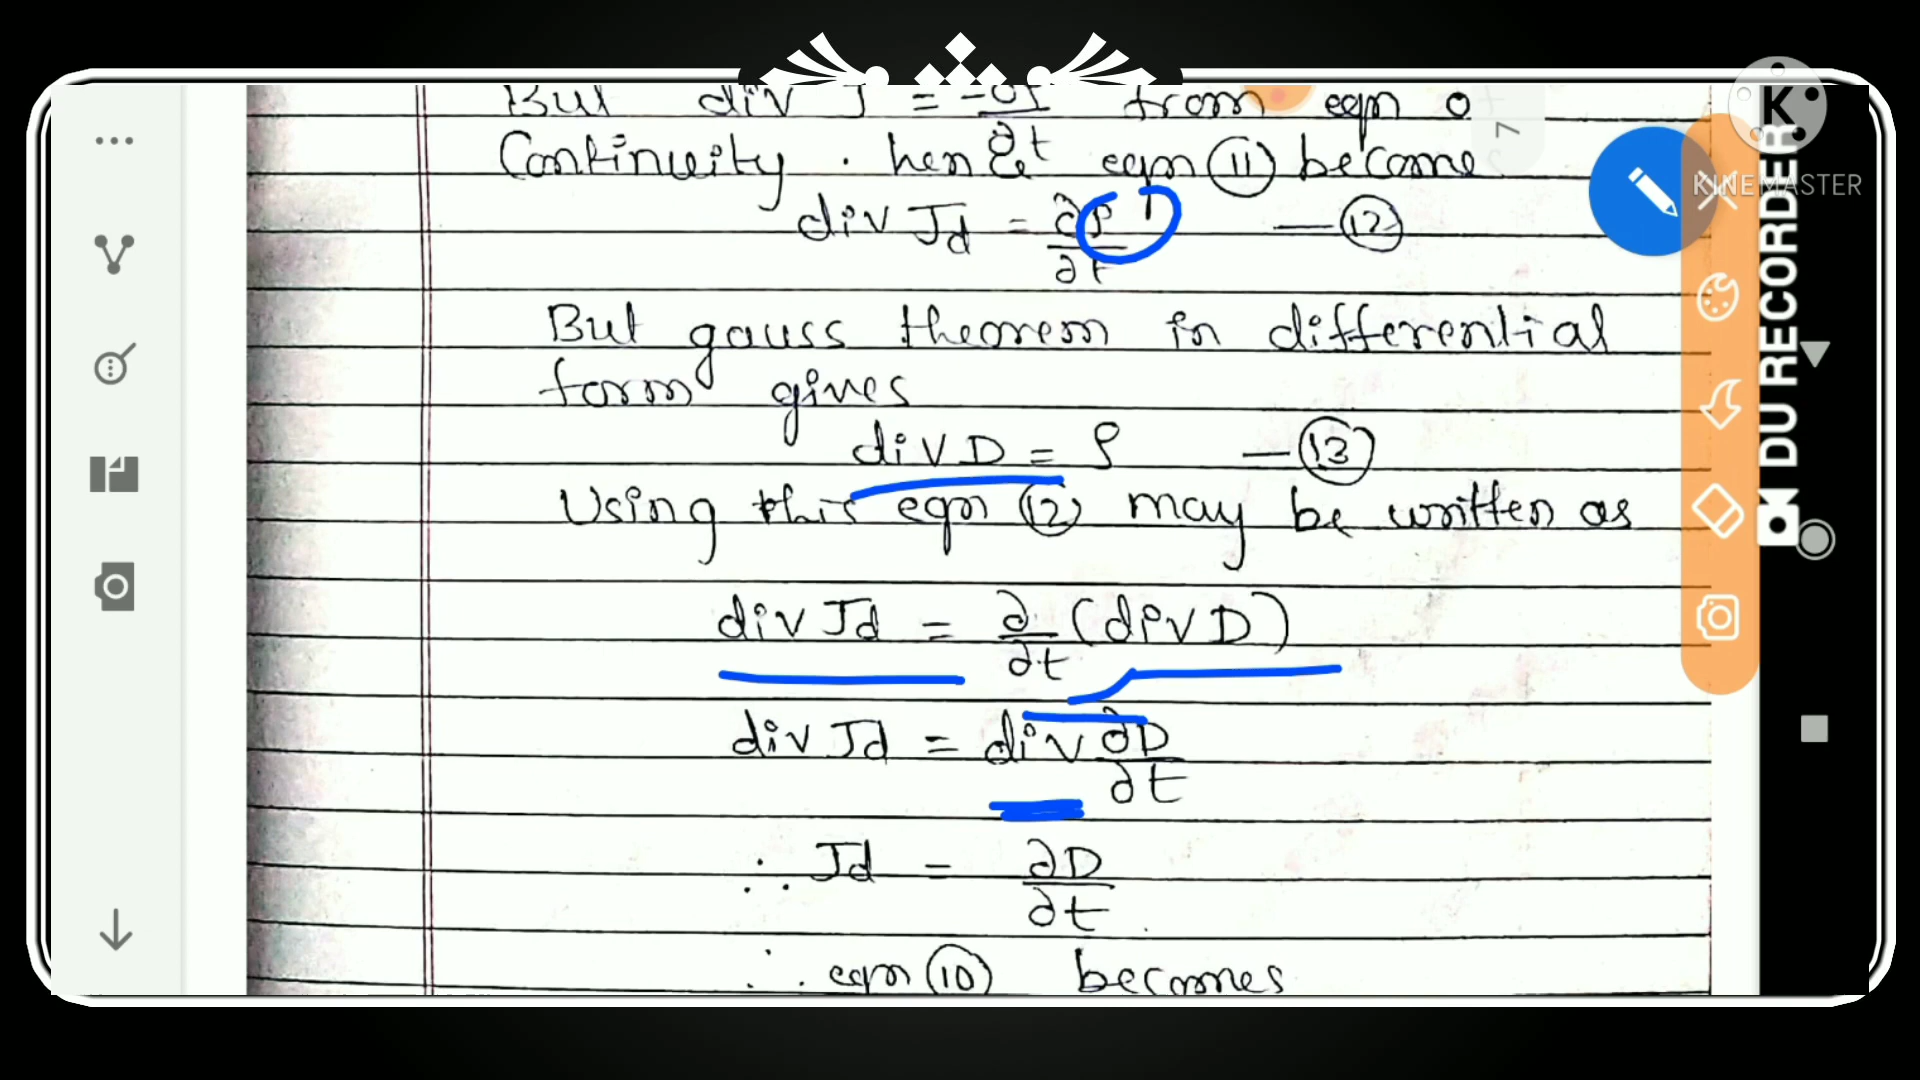 But div J = -∂ρ/∂t from eqn o
Continuity . hence eqn (11) become
div Jd = ∂ρ/∂t — (12)
But gauss theorem in differential
form gives
div D = ρ — (13)
Using this eqn (12) may be written as
div Jd = ∂/∂t (div D)
div Jd = div ∂D/∂t
∴ Jd = ∂D/∂t
∴ eqn (10) becomes
7
K
KINEMASTER
DU RECORDER